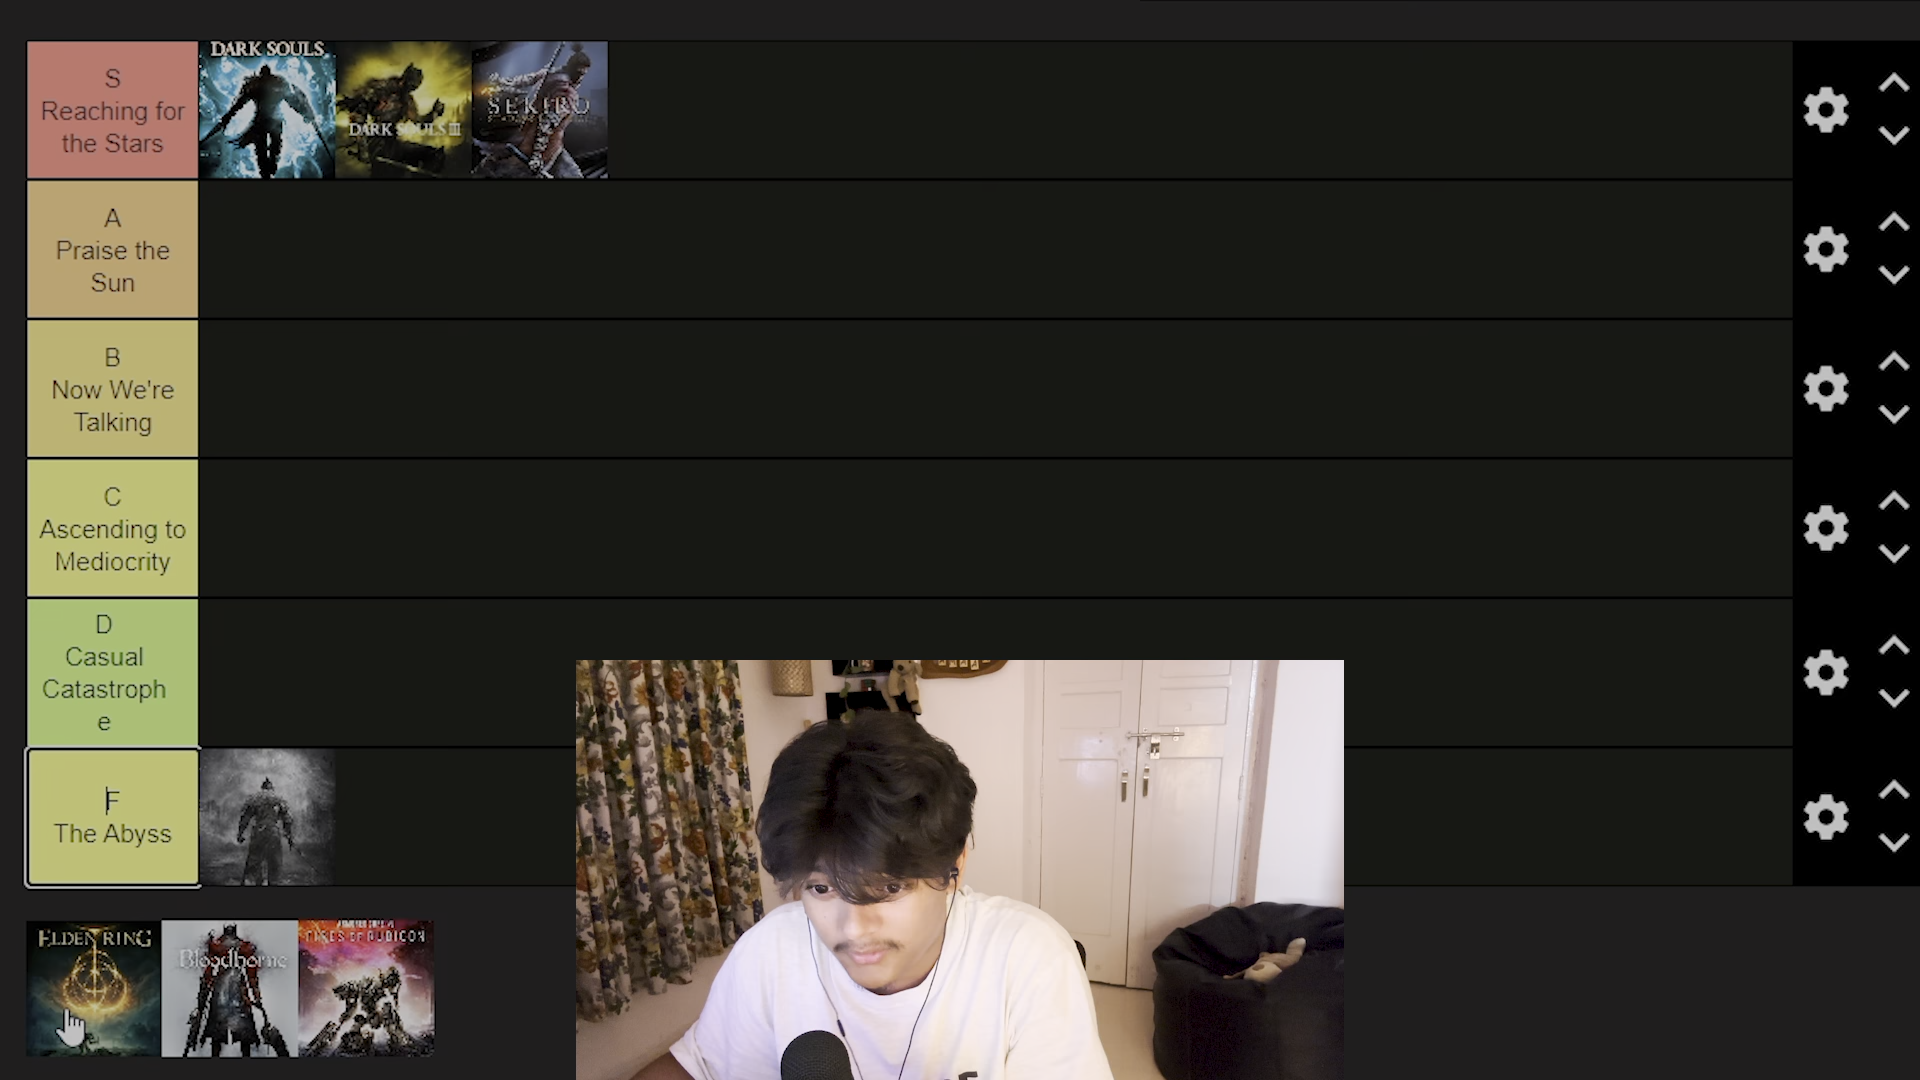 S
Reaching for
the Stars
DARK SOULS
DARK SOULS III
SEKIRO
A
Praise the
Sun
B
Now We're
Talking
C
Ascending to
Mediocrity
D
Casual
Catastroph
e
F
The Abyss
ELDEN RING
Bloodborne
FIRES OF RUBICON